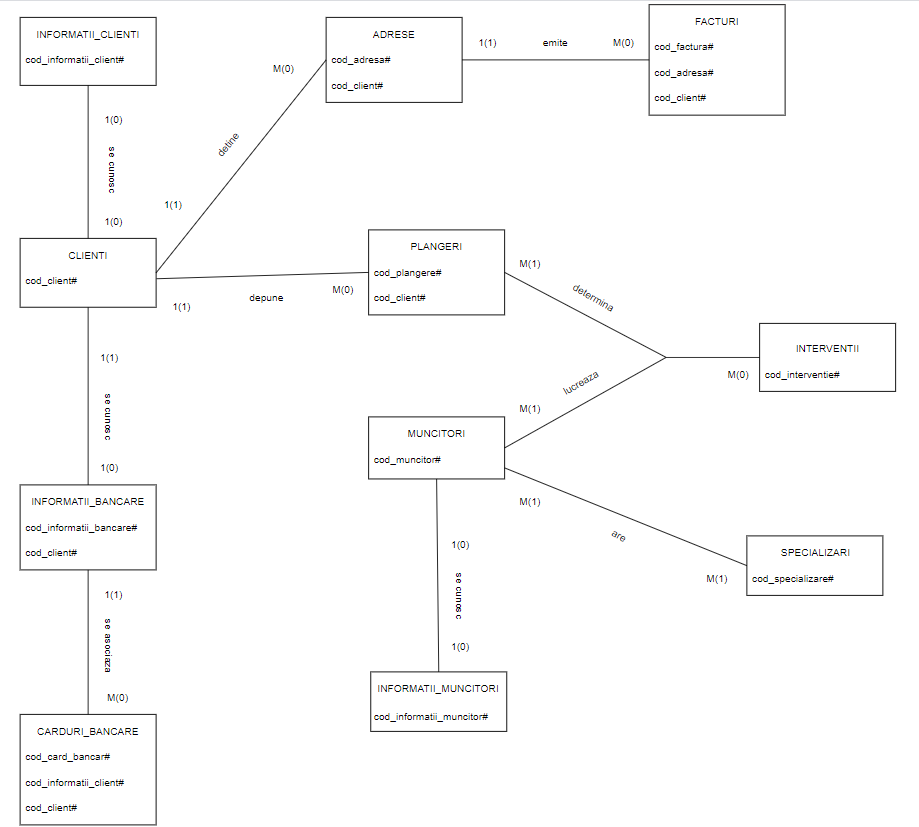 INFORMATII_CLIENTI
cod_informatii_client#
ADRESE
cod_adresa#
cod_client#
FACTURI
cod_factura#
cod_adresa#
cod_client#
1(1)
emite
M(0)
M(0)
detine
1(1)
1(0)
se cunosc
1(0)
CLIENTI
cod_client#
1(1)
depune
M(0)
PLANGERI
cod_plangere#
cod_client#
M(1)
determina
INTERVENTII
cod_interventie#
M(0)
lucreaza
M(1)
MUNCITORI
cod_muncitor#
1(1)
se cunosc
1(0)
INFORMATII_BANCARE
cod_informatii_bancare#
cod_client#
M(1)
are
M(1)
SPECIALIZARI
cod_specializare#
1(0)
se cunosc
1(0)
INFORMATII_MUNCITORI
cod_informatii_muncitor#
1(1)
se asociaza
M(0)
CARDURI_BANCARE
cod_card_bancar#
cod_informatii_client#
cod_client#